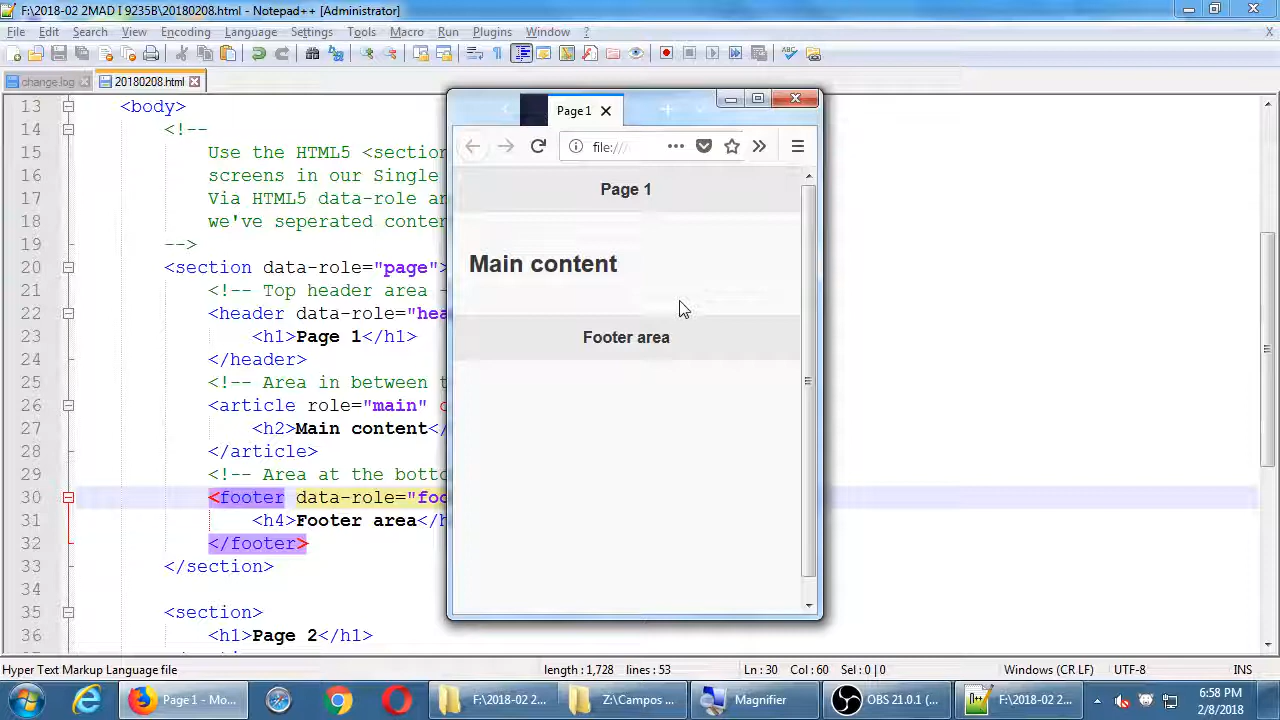 F:\2018-02 2MAD I 9235B\20180208.html - Notepad++ [Administrator]
File Edit Search View Encoding Language Settings Tools Macro Run Plugins Window ? X
change.log 20180208.html
13 <body>
14 <!--
15 Use the HTML5 <section
16 screens in our Single
17 Via HTML5 data-role an
18 we've seperated conter
19 -->
20 <section data-role="page">
21 <!-- Top header area -
22 <header data-role="hea
23 <h1>Page 1</h1>
24 </header>
25 <!-- Area in between t
26 <article role="main" d
27 <h2>Main content</
28 </article>
29 <!-- Area at the botto
30 <footer data-role="foo
31 <h4>Footer area</h
32 </footer>
33 </section>
34
35 <section>
36 <h1>Page 2</h1>
Page1
file:///
Page 1
Main content
Footer area
Hyper Text Markup Language file length : 1,728 lines : 53 Ln : 30 Col : 60 Sel : 0 | 0 Windows (CR LF) UTF-8 INS
Page1 - Mo... F:\2018-02 2... Z:\Campos ... Magnifier OBS 21.0.1 (... F:\2018-02 2... 6:58 PM
2/8/2018